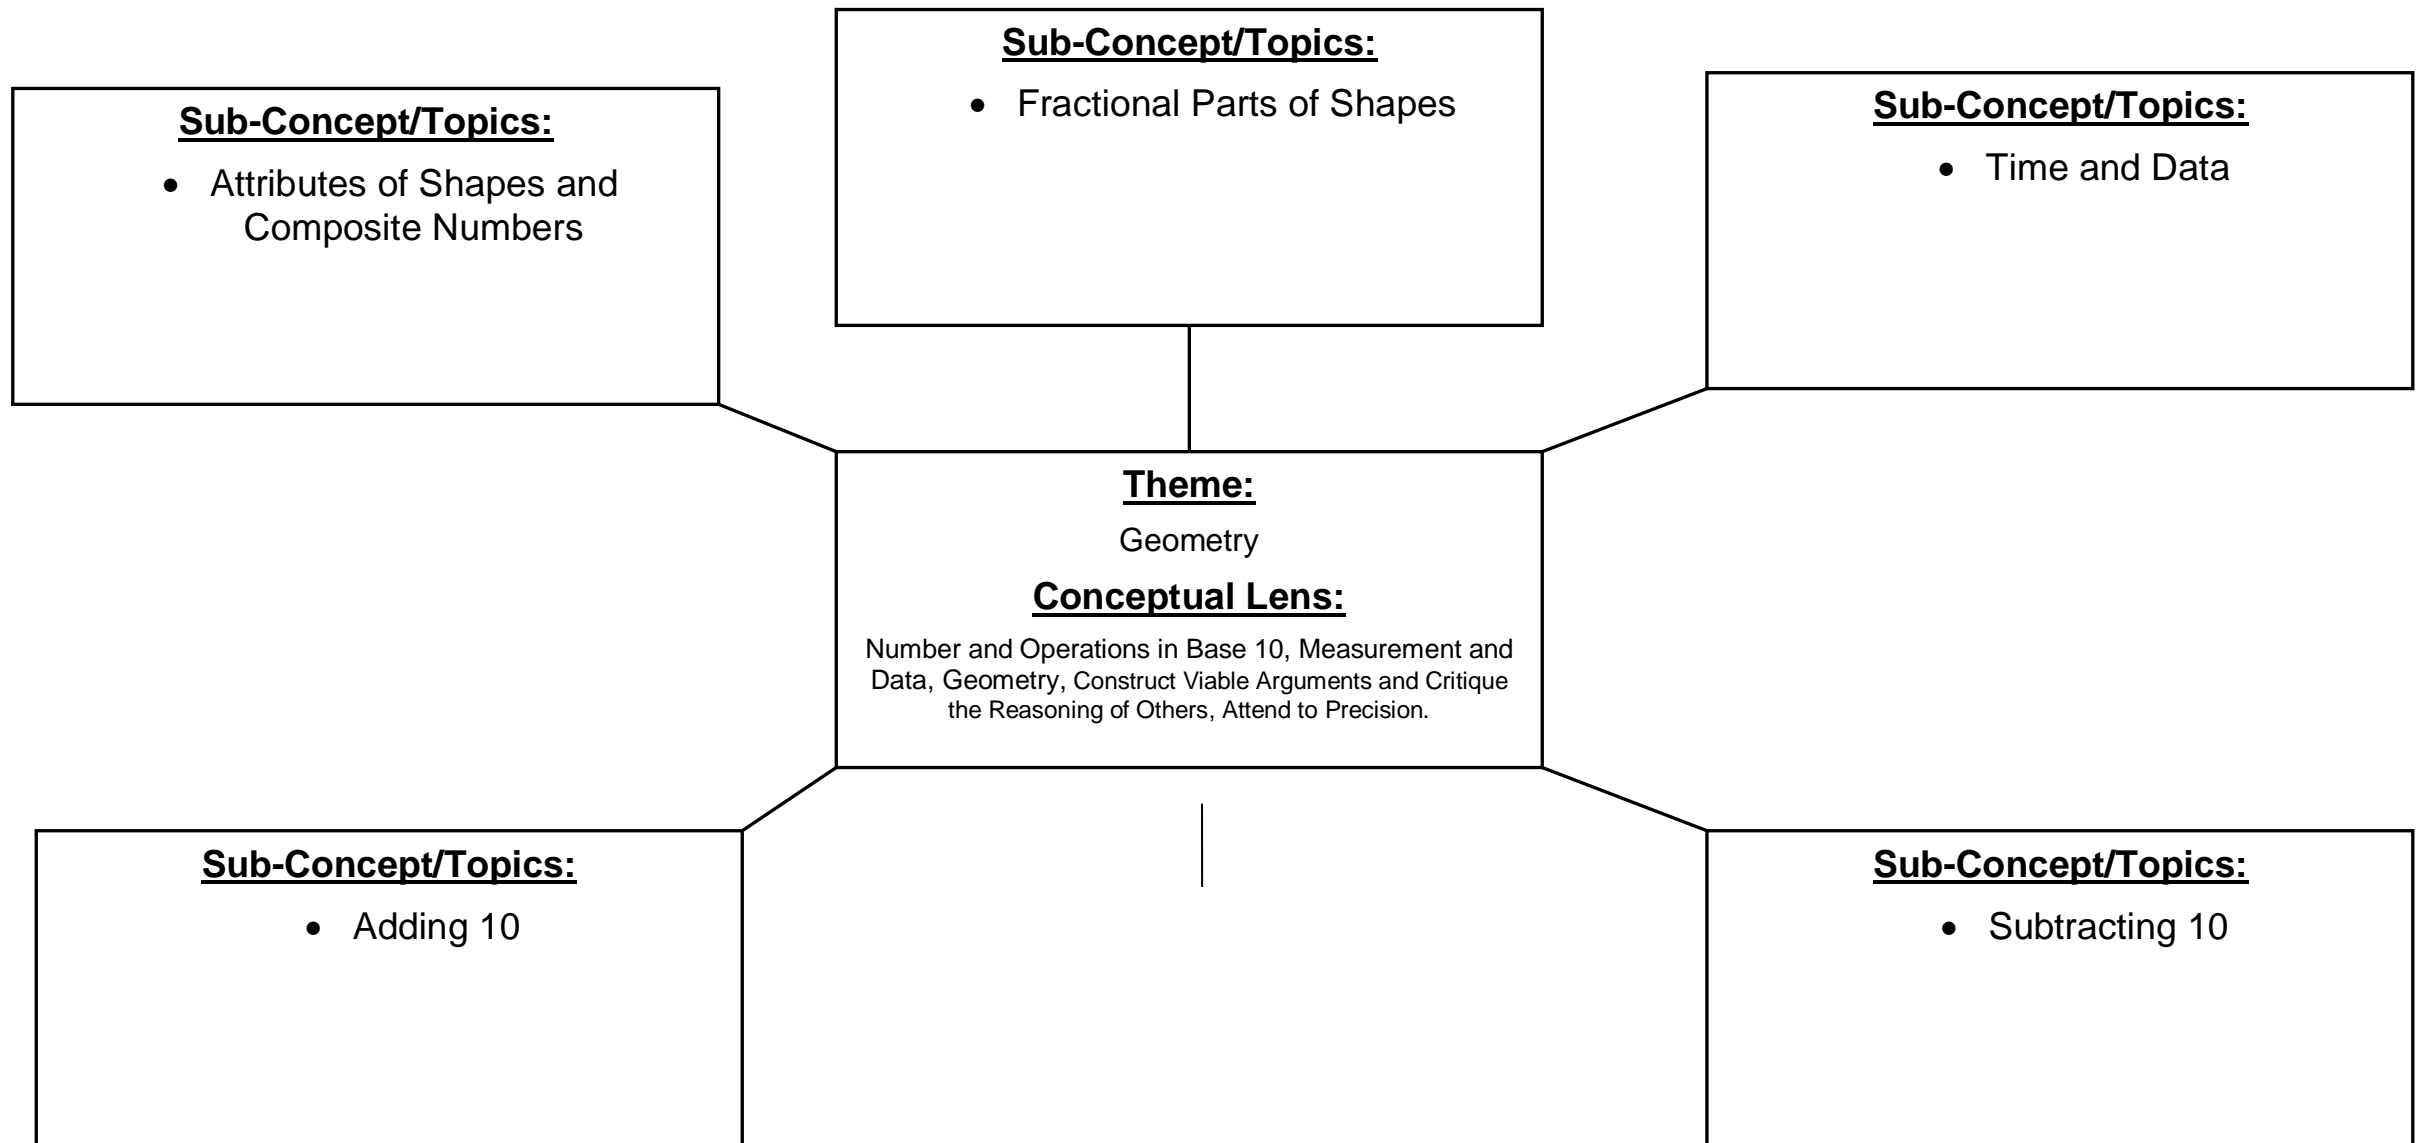 Sub-Concept/Topics:
• Attributes of Shapes and
Composite Numbers
Sub-Concept/Topics:
• Fractional Parts of Shapes
Sub-Concept/Topics:
• Time and Data
Theme:
Geometry
Conceptual Lens:
Number and Operations in Base 10, Measurement and
Data, Geometry, Construct Viable Arguments and Critique
the Reasoning of Others, Attend to Precision.
Sub-Concept/Topics:
• Adding 10
Sub-Concept/Topics:
• Subtracting 10